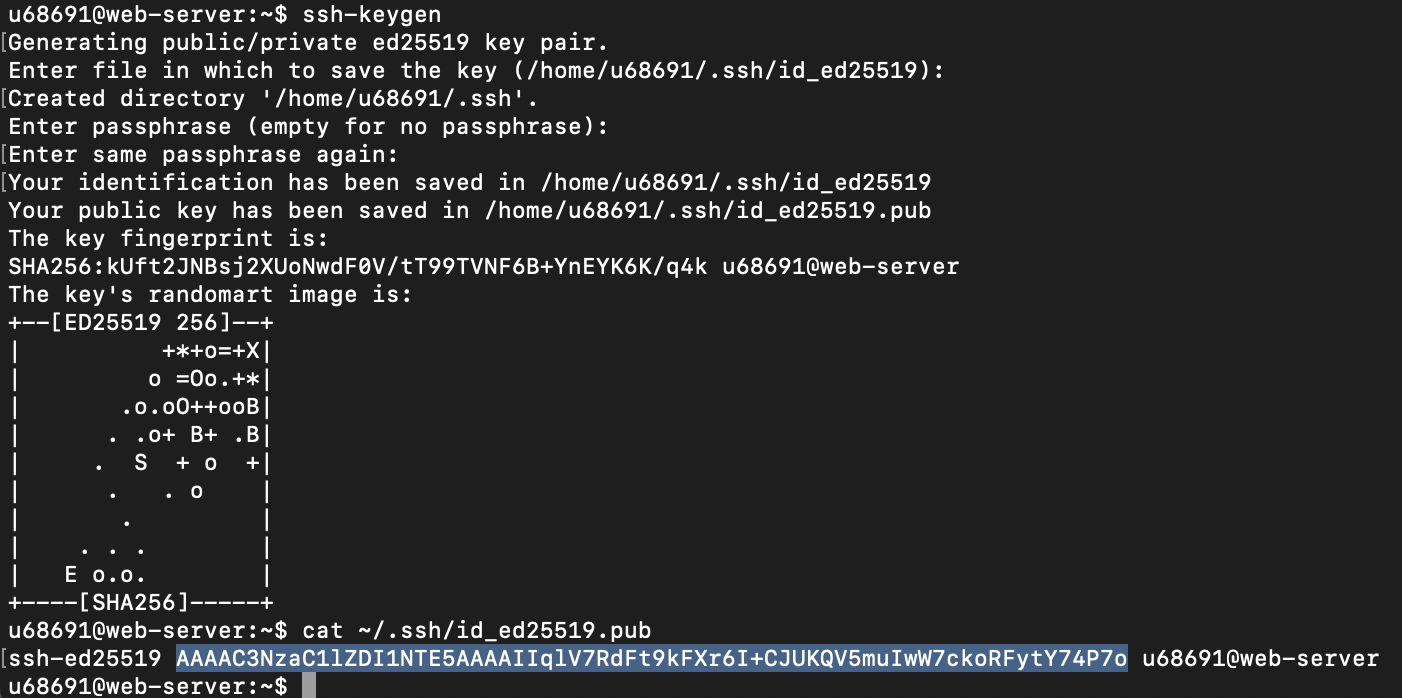 u68691@web-server:~$ ssh-keygen
[Generating public/private ed25519 key pair.
Enter file in which to save the key (/home/u68691/.ssh/id_ed25519):
[Created directory '/home/u68691/.ssh'.
Enter passphrase (empty for no passphrase):
[Enter same passphrase again:
[Your identification has been saved in /home/u68691/.ssh/id_ed25519
Your public key has been saved in /home/u68691/.ssh/id_ed25519.pub
The key fingerprint is:
SHA256:kUft2JNBsj2XUoNwdF0V/tT99TVNF6B+YnEYK6K/q4k u68691@web-server
The key's randomart image is:
+--[ED25519 256]--+
|          +*+o=+X|
|         o =Oo.+*|
|       .o.oO++ooB|
|      . .o+ B+ .B|
|     .  S  + o  +|
|      .   . o    |
|       .         |
|    . . .        |
|   E o.o.        |
+----[SHA256]-----+
u68691@web-server:~$ cat ~/.ssh/id_ed25519.pub
[ssh-ed25519 AAAAC3NzaC1lZDI1NTE5AAAAIIqlV7RdFt9kFXr6I+CJUKQV5muIwW7ckoRFytY74P7o u68691@web-server
u68691@web-server:~$